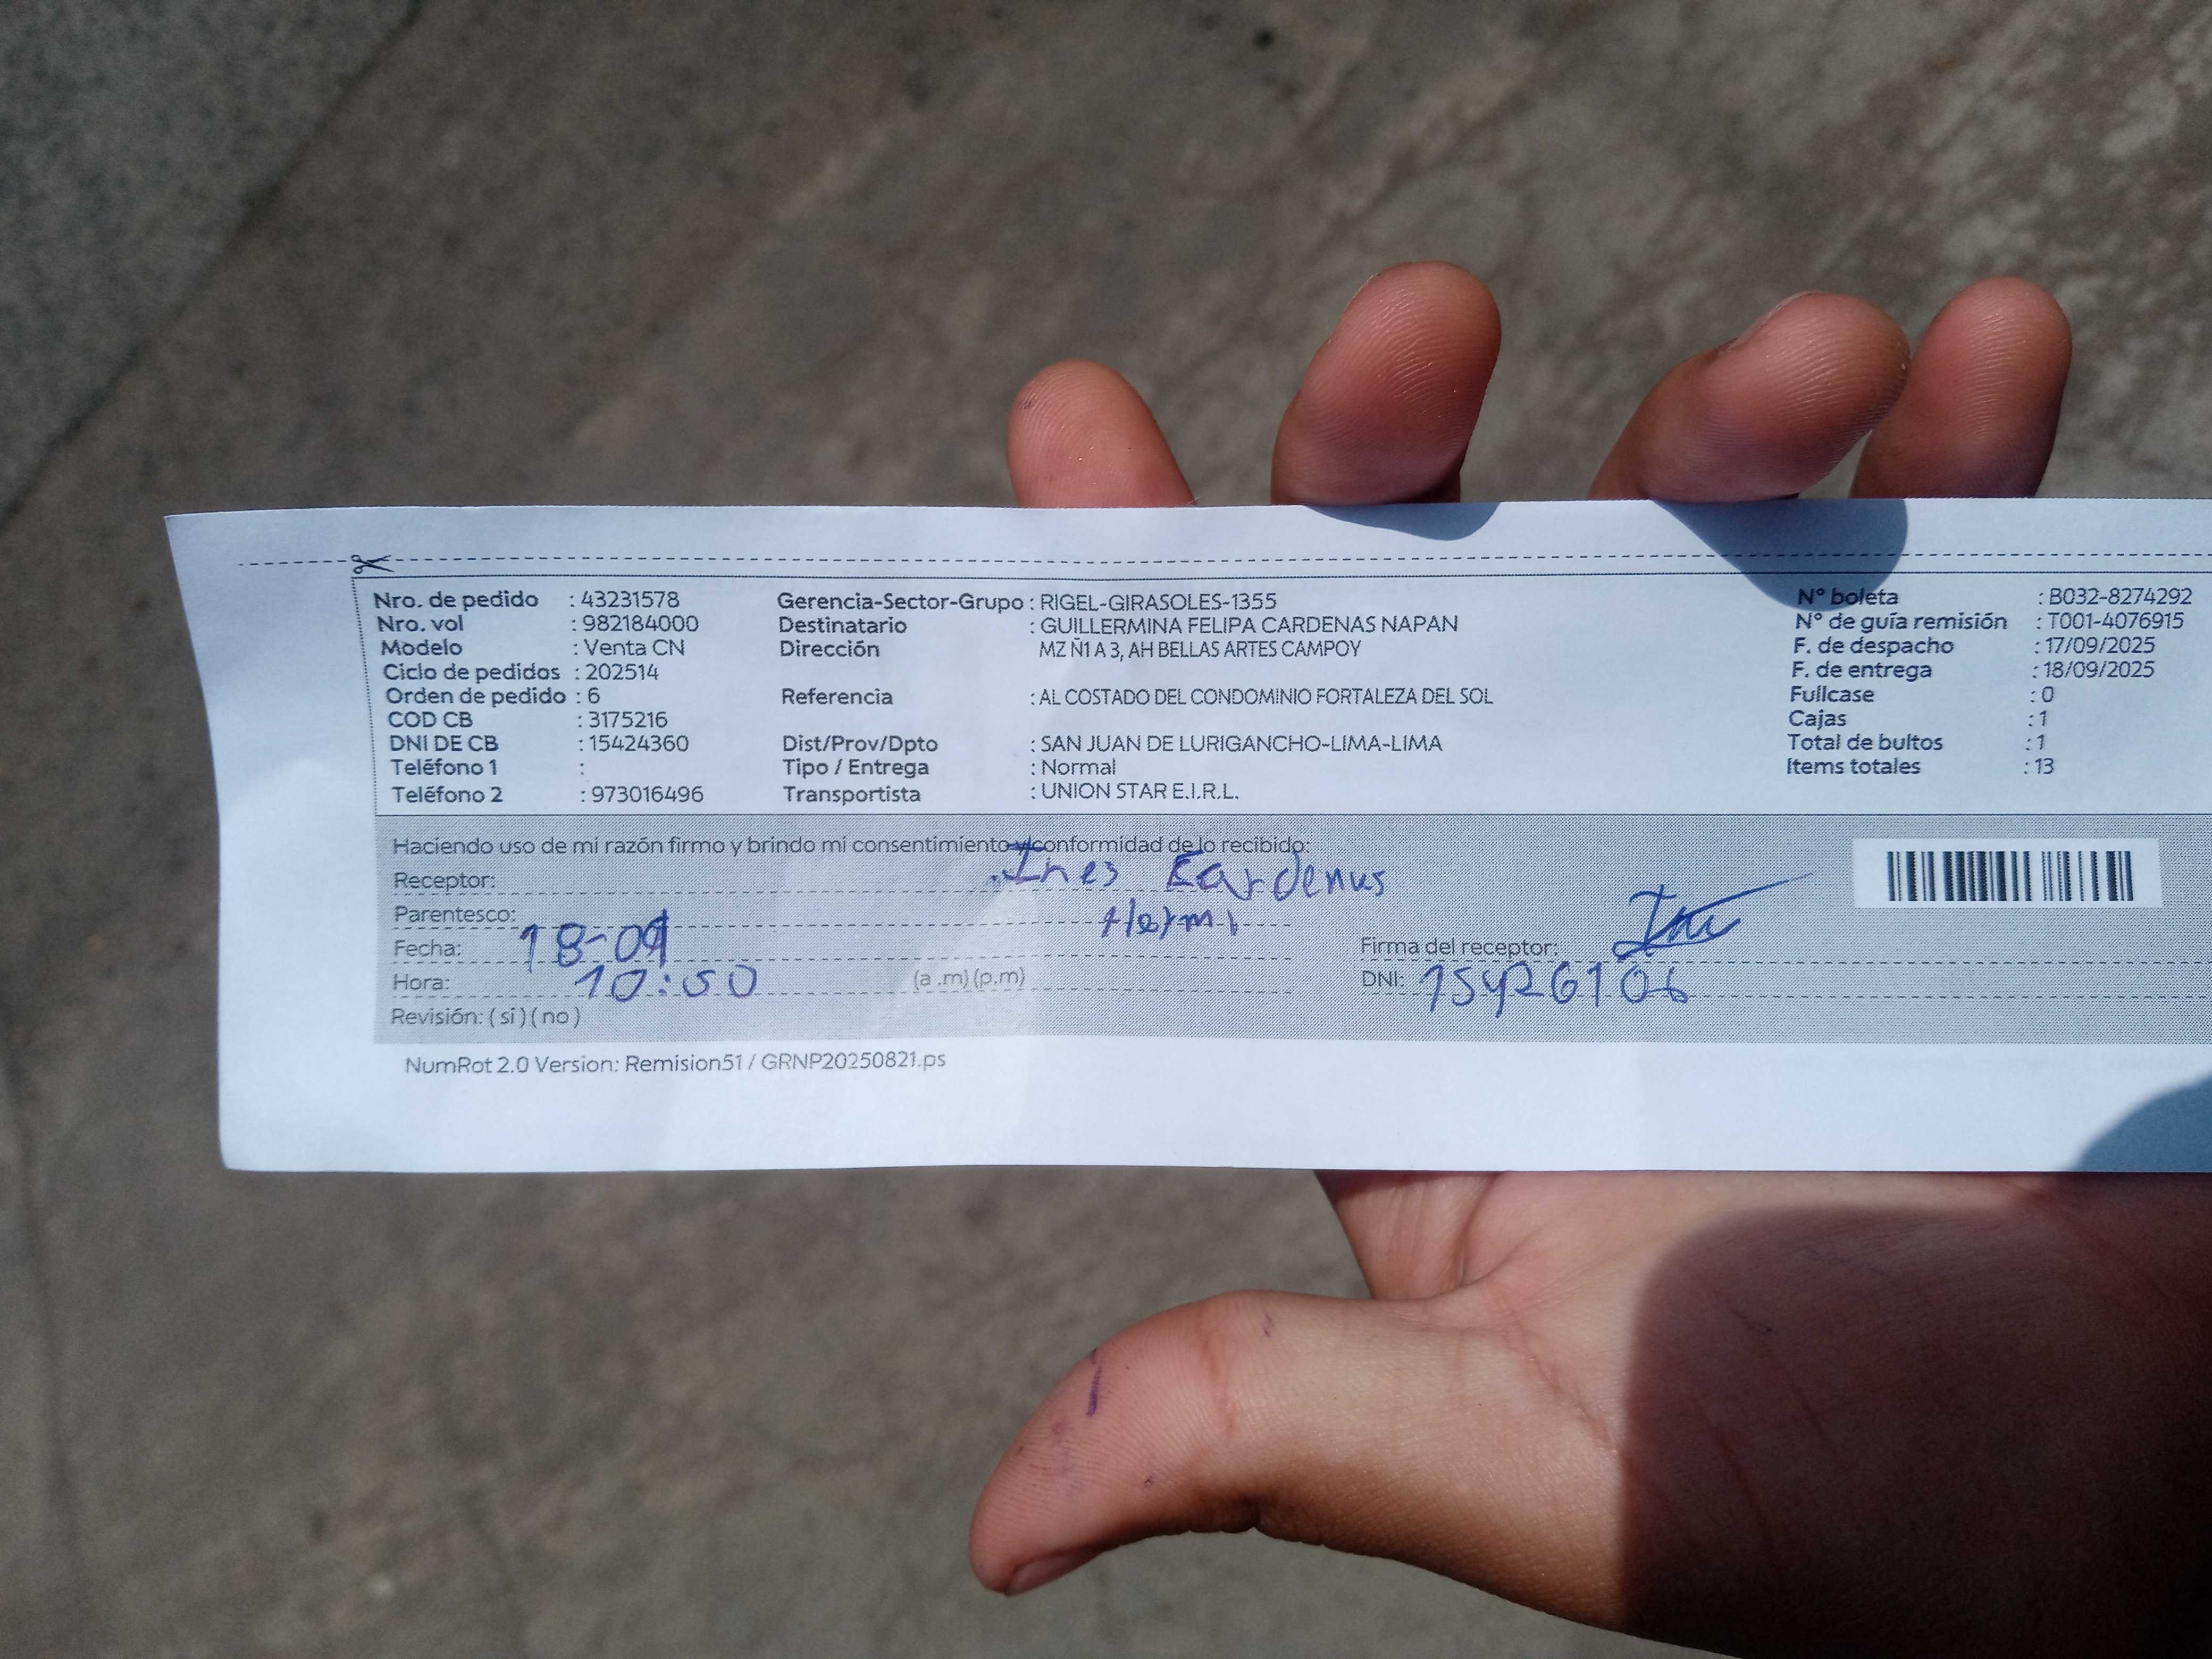 Nro. de pedido : 43231578 Gerencia-Sector-Grupo : RIGEL-GIRASOLES-1355 N° boleta : B032-8274292
Nro. vol : 982184000 Destinatario : GUILLERMINA FELIPA CARDENAS NAPAN N° de guía remisión : T001-4076915
Modelo : Venta CN Dirección MZ Ñ1 A 3, AH BELLAS ARTES CAMPOY F. de despacho : 17/09/2025
Ciclo de pedidos : 202514 F. de entrega : 18/09/2025
Orden de pedido : 6 Referencia : AL COSTADO DEL CONDOMINIO FORTALEZA DEL SOL Fullcase : 0
COD CB : 3175216 Cajas : 1
DNI DE CB : 15424360 Dist/Prov/Dpto : SAN JUAN DE LURIGANCHO-LIMA-LIMA Total de bultos : 1
Teléfono 1 : Tipo / Entrega : Normal Items totales : 13
Teléfono 2 : 973016496 Transportista : UNION STAR E.I.R.L.
Haciendo uso de mi razón firmo y brindo mi consentimiento y conformidad de lo recibido:
Receptor: Ines Cardenas
Parentesco:
Fecha: 18-09 Firma del receptor:
Hora: 10:50 (a .m) (p.m) DNI: 15426106
Revisión: ( si ) ( no )
NumRot 2.0 Version: Remision51 / GRNP20250821.ps